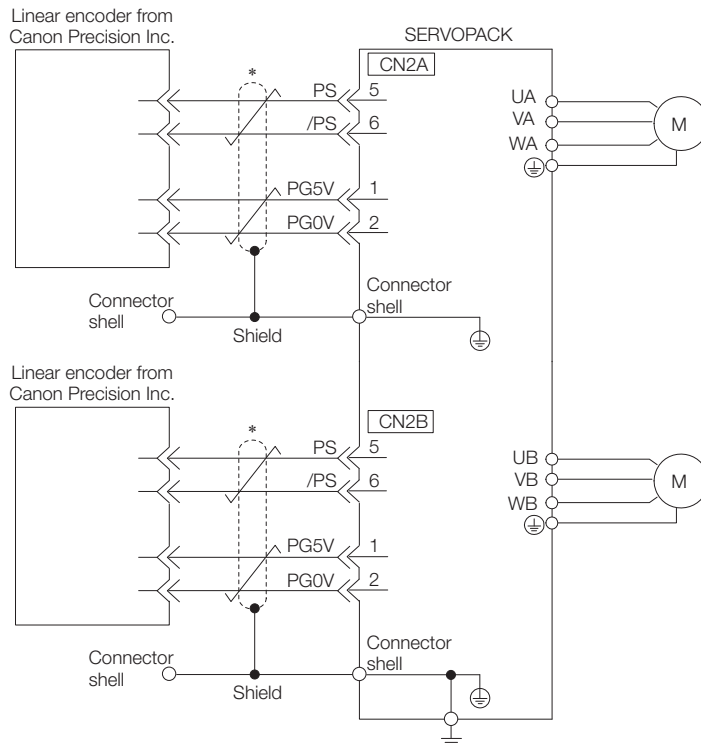 Linear encoder from
Canon Precision Inc.
SERVOPACK
CN2A
*
PS
5
/PS
6
PG5V
1
PG0V
2
UA
VA
WA
M
Connector
shell
Connector
shell
Shield
Linear encoder from
Canon Precision Inc.
CN2B
*
PS
5
/PS
6
PG5V
1
PG0V
2
UB
VB
WB
M
Connector
shell
Connector
shell
Shield